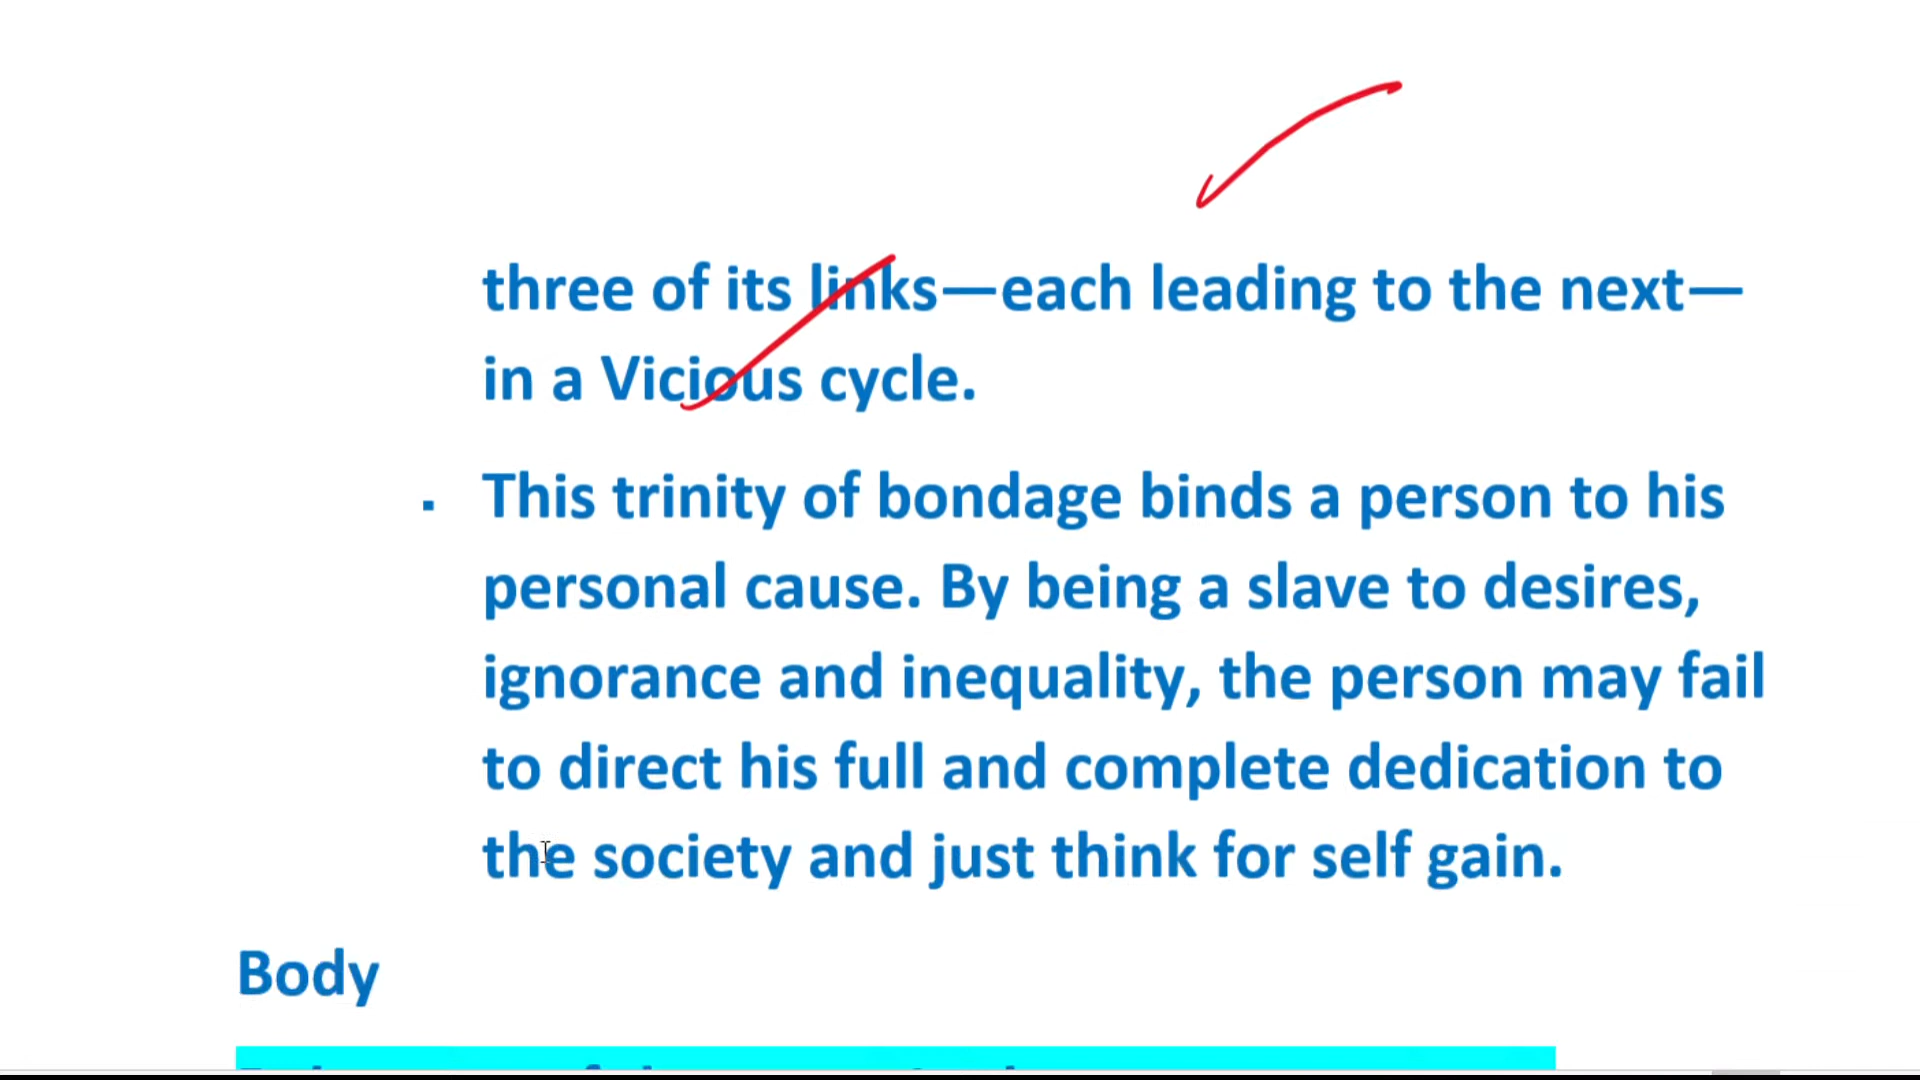 three of its links—each leading to the next—
in a Vicious cycle.
▪ This trinity of bondage binds a person to his
personal cause. By being a slave to desires,
ignorance and inequality, the person may fail
to direct his full and complete dedication to
the society and just think for self gain.
Body